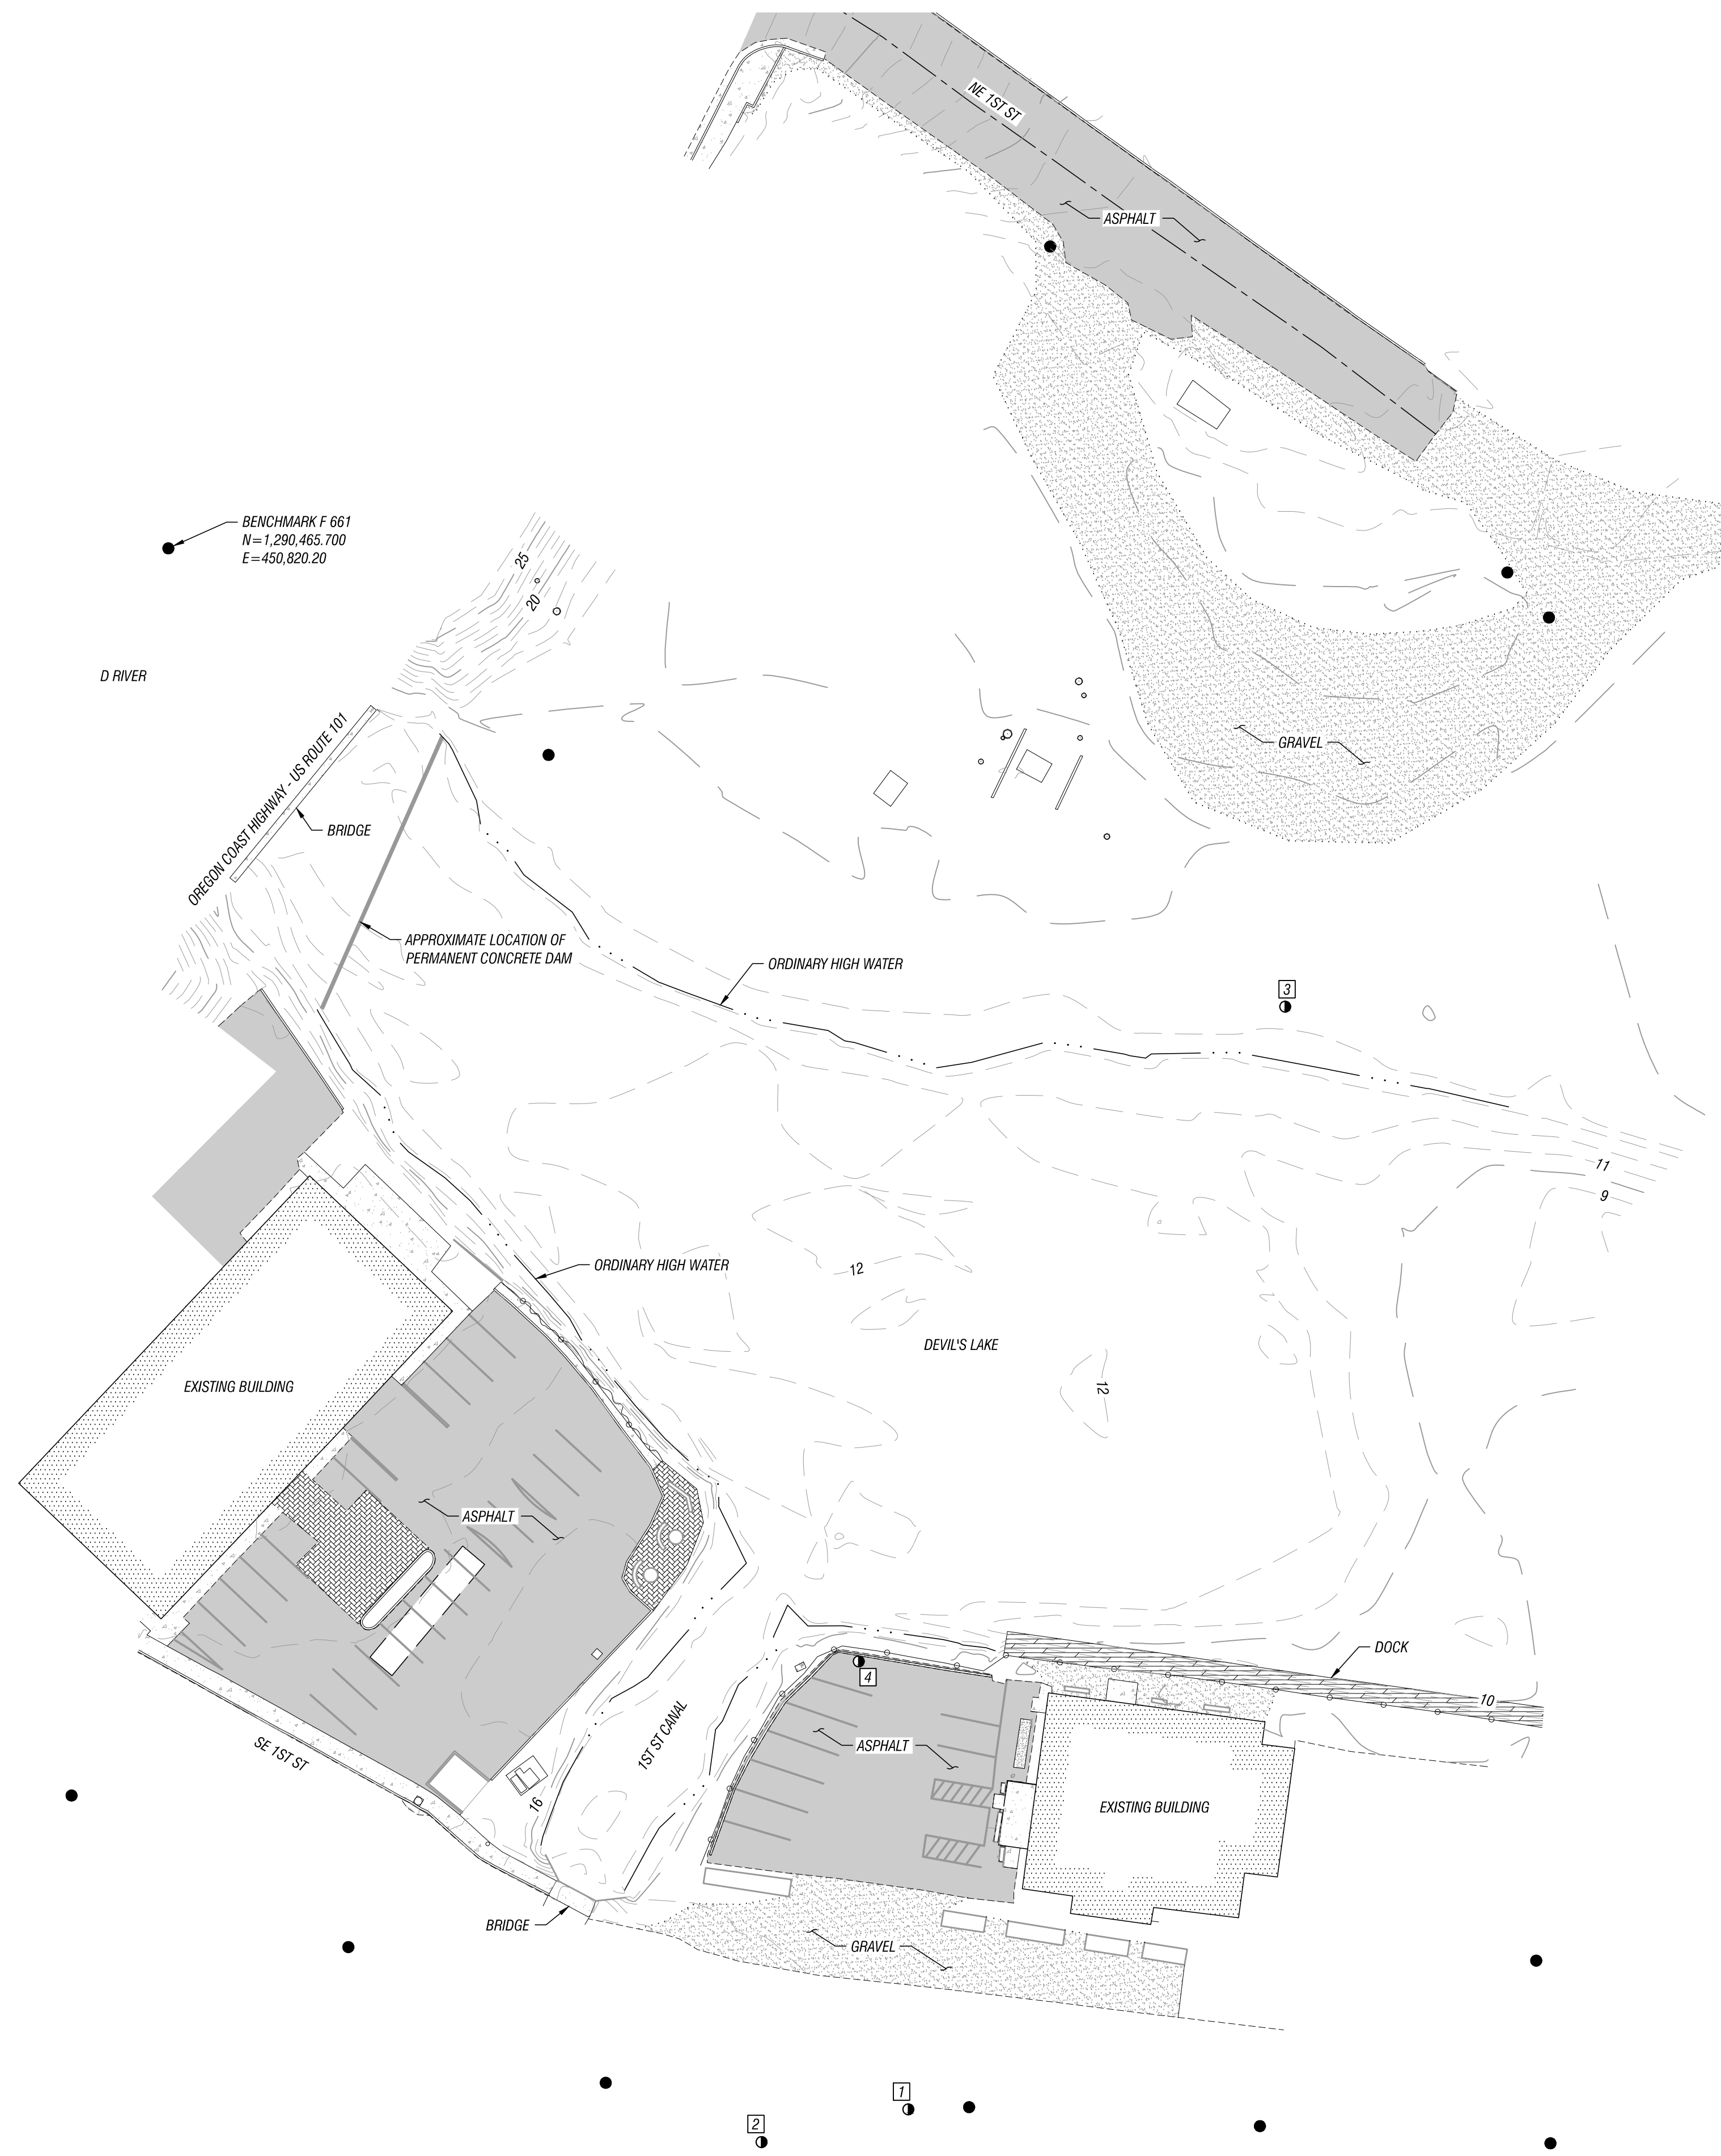 NE 1ST ST
ASPHALT
BENCHMARK F 661
N=1,290,465.700
E=450,820.20
25
20
D RIVER
OREGON COAST HIGHWAY - US ROUTE 101
BRIDGE
GRAVEL
APPROXIMATE LOCATION OF
PERMANENT CONCRETE DAM
ORDINARY HIGH WATER
3
11
9
ORDINARY HIGH WATER
12
DEVIL'S LAKE
12
EXISTING BUILDING
ASPHALT
DOCK
4
10
1ST ST CANAL
SE 1ST ST
ASPHALT
16
EXISTING BUILDING
BRIDGE
GRAVEL
1
2